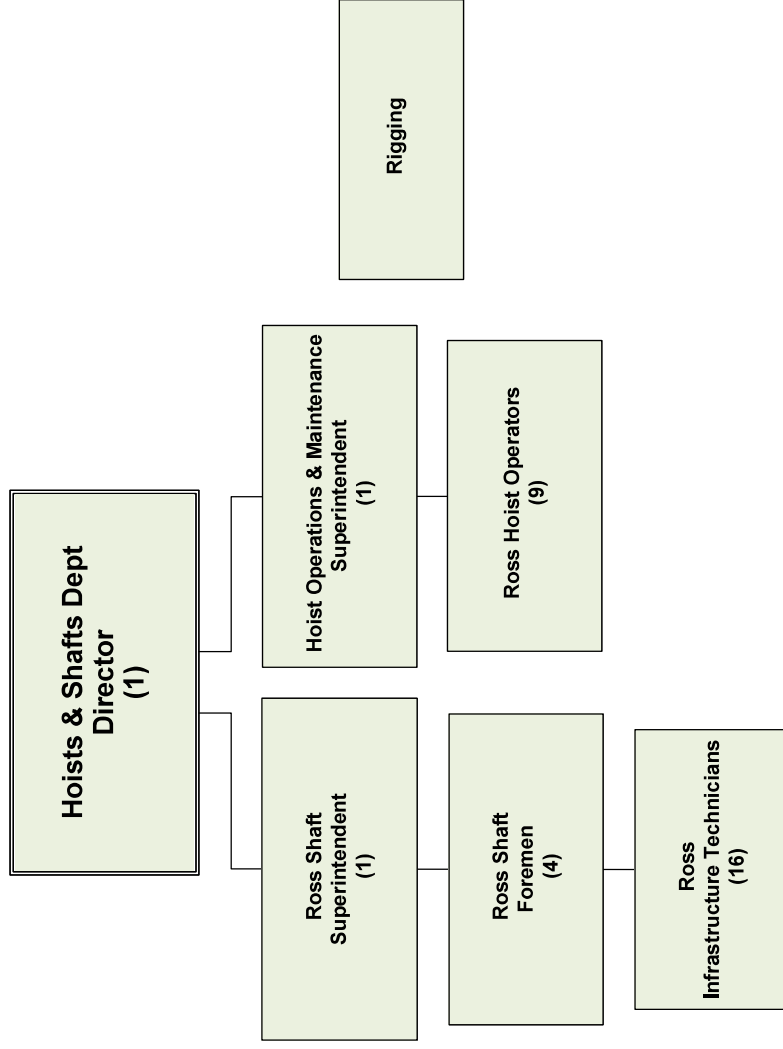 Hoists & Shafts Dept
Director
(1)
Ross Shaft
Superintendent
(1)
Hoist Operations & Maintenance
Superintendent
(1)
Rigging
Ross Shaft
Foremen
(4)
Ross Hoist Operators
(9)
Ross
Infrastructure Technicians
(16)